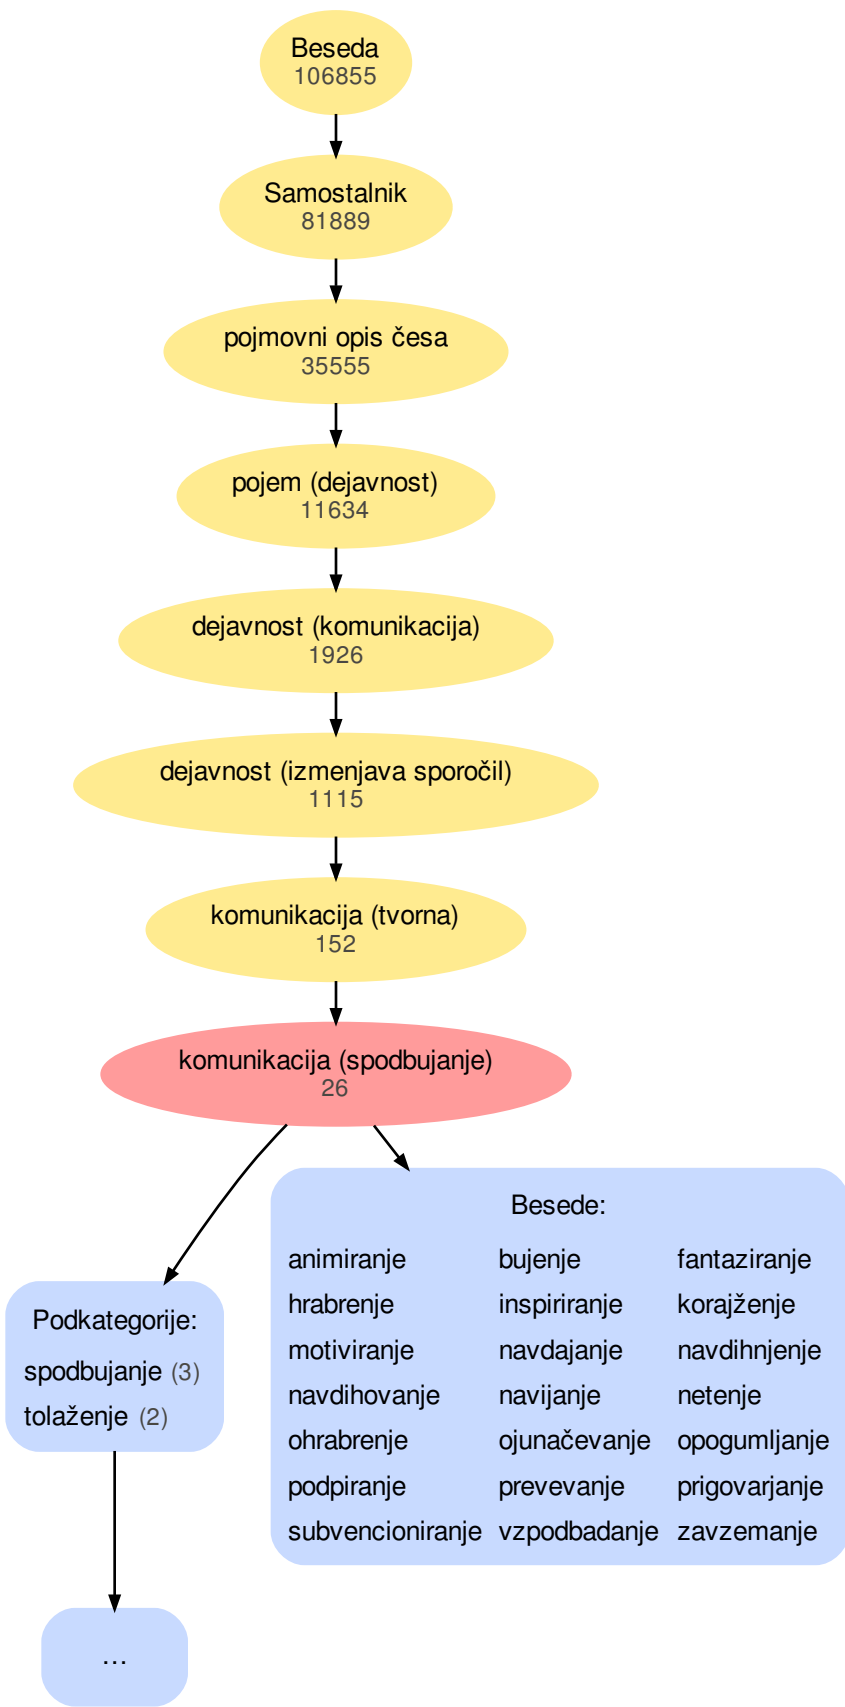 Beseda
106855
Samostalnik
81889
pojmovni opis česa
35555
pojem (dejavnost)
11634
dejavnost (komunikacija)
1926
dejavnost (izmenjava sporočil)
1115
komunikacija (tvorna)
152
komunikacija (spodbujanje)
26
Besede:
animiranje bujenje fantaziranje
hrabrenje inspiriranje korajženje
motiviranje navdajanje navdihnjenje
navdihovanje navijanje netenje
ohrabrenje ojunačevanje opogumljanje
podpiranje prevevanje prigovarjanje
subvencioniranje vzpodbadanje zavzemanje
Podkategorije:
spodbujanje (3)
tolaženje (2)
...